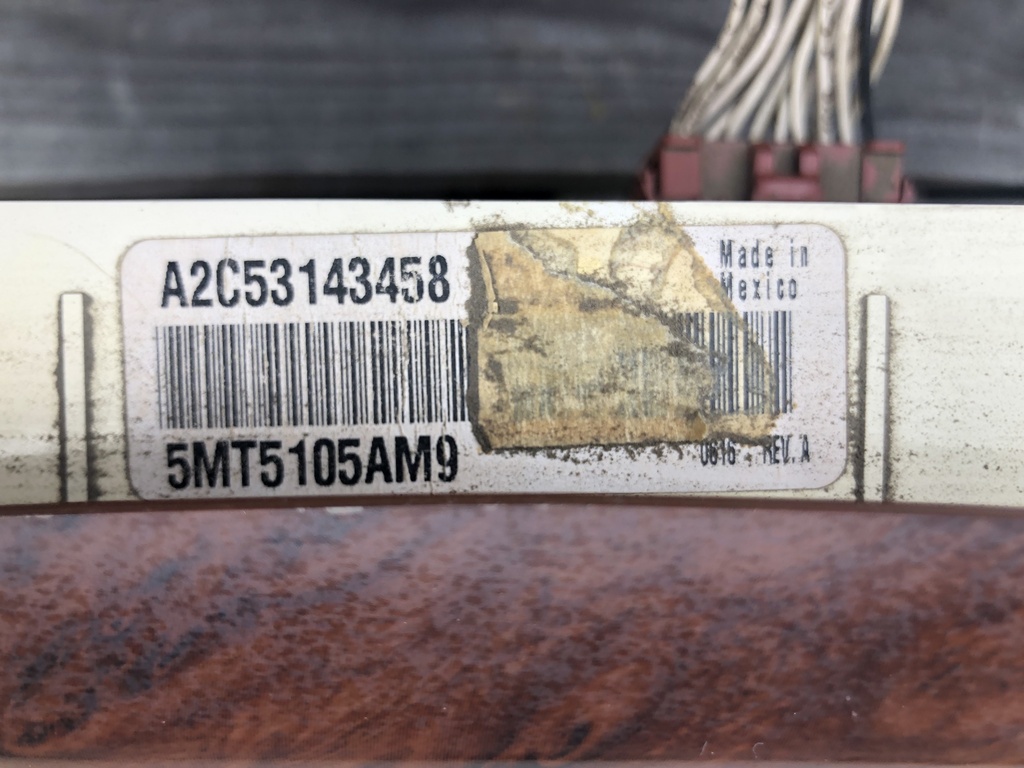 A2C53143458
Made in
Mexico
5MT5105AM9
REV. A